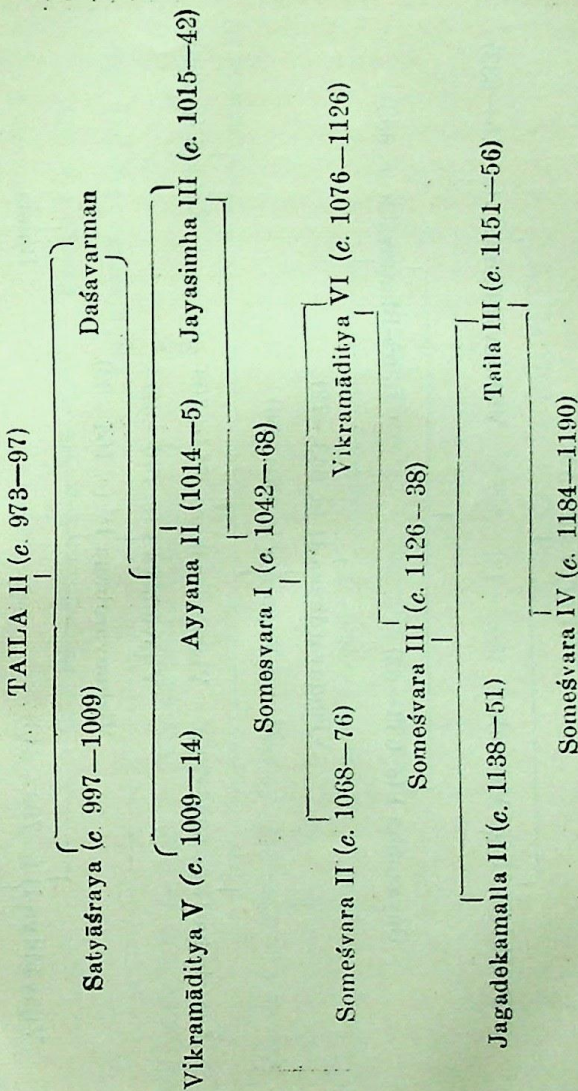 TAILA II (c. 973—97)
Satyāśraya (c. 997—1009) Daśavarman
Vikramāditya V (c. 1009—14) Ayyana II (1014—5) Jayasimha III (c. 1015—42)
Somesvara I (c. 1042—68)
Someśvara II (c. 1068—76) Vikramāditya VI (c. 1076—1126)
Someśvara III (c. 1126—38)
Jagadekamalla II (c. 1138—51) Taila III (c. 1151—56)
Someśvara IV (c. 1184—1190)